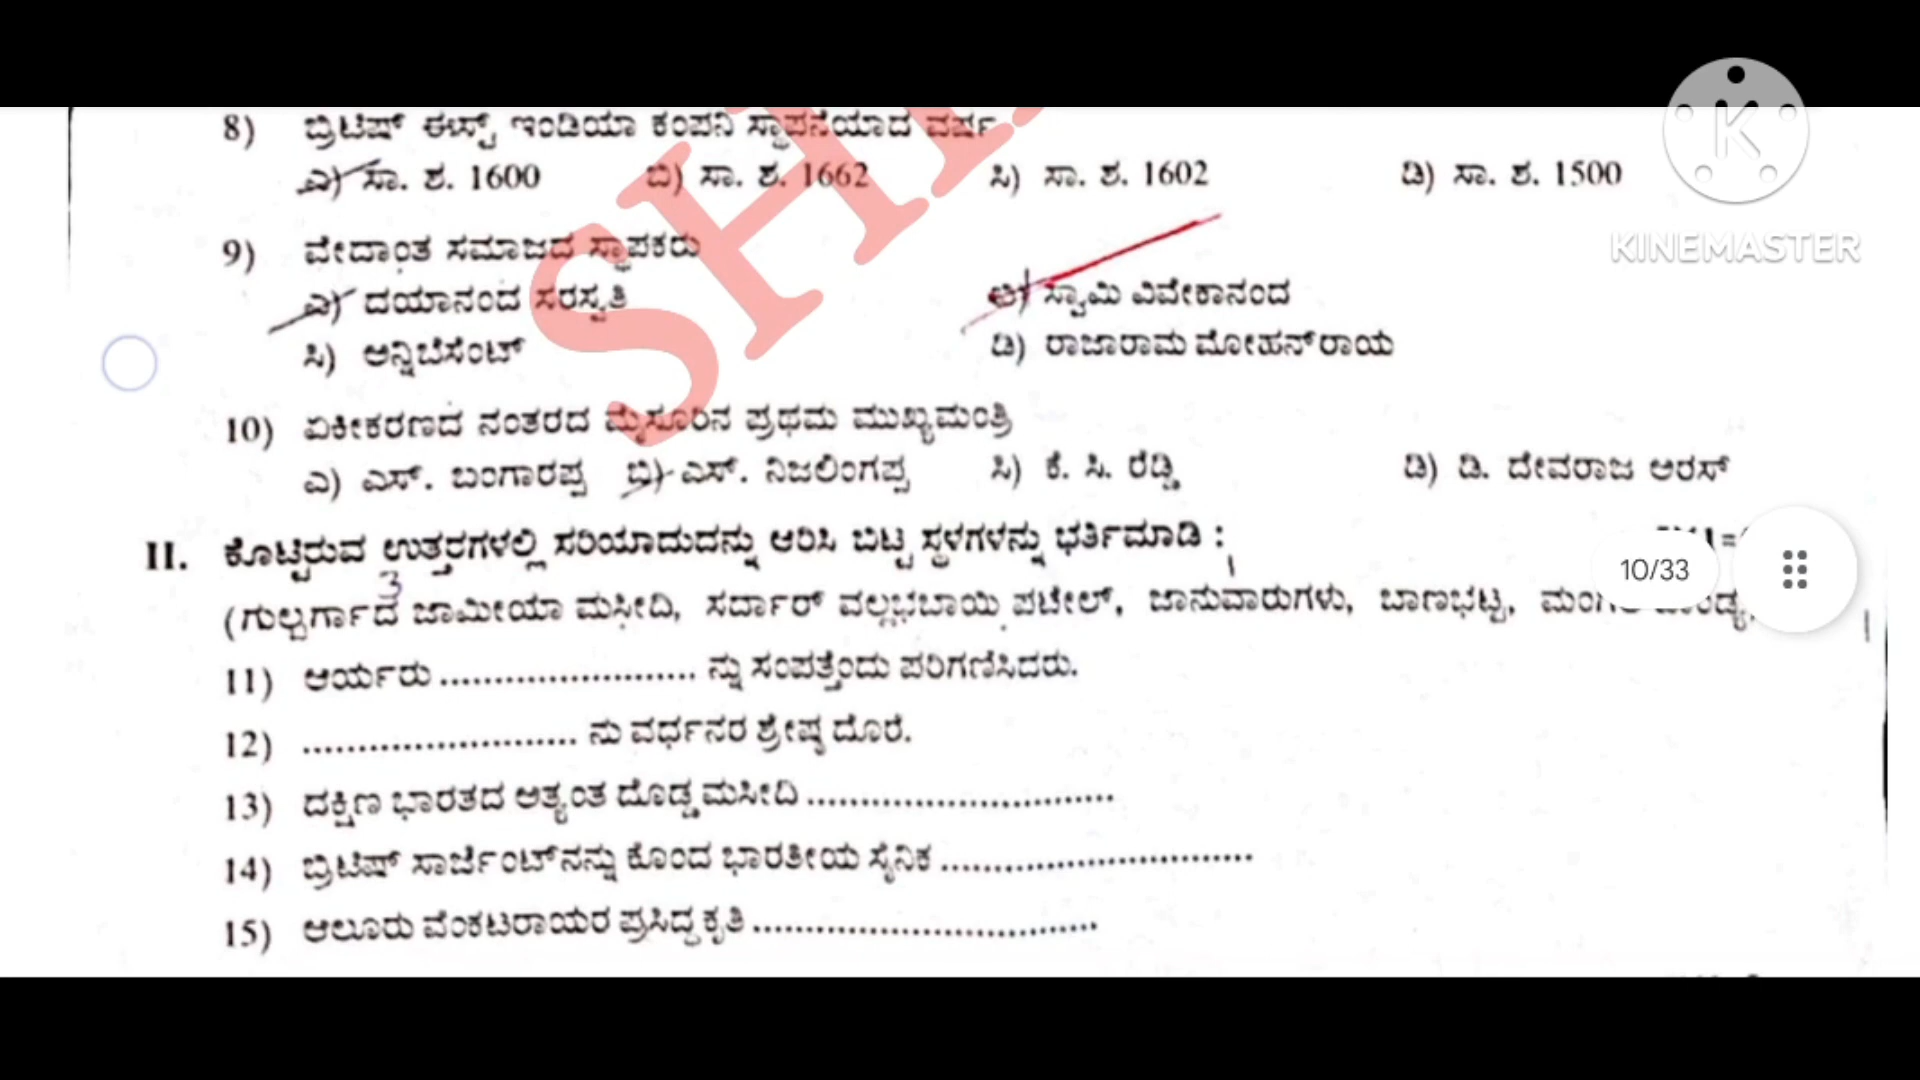 8) ಬ್ರಿಟಿಷ್ ಈಸ್ಟ್ ಇಂಡಿಯಾ ಕಂಪನಿ ಸ್ಥಾಪನೆಯಾದ ವರ್ಷ
ಎ) ಸಾ. ಶ. 1600 ಬಿ) ಸಾ. ಶ. 1662 ಸಿ) ಸಾ. ಶ. 1602 ಡಿ) ಸಾ. ಶ. 1500
KINEMASTER
9) ವೇದಾಂತ ಸಮಾಜದ ಸ್ಥಾಪಕರು
ಎ) ದಯಾನಂದ ಸರಸ್ವತಿ ಬಿ) ಸ್ವಾಮಿ ವಿವೇಕಾನಂದ
ಸಿ) ಅನ್ನಿಬೆಸೆಂಟ್ ಡಿ) ರಾಜಾರಾಮ ಮೋಹನ್‌ರಾಯ
10) ಏಕೀಕರಣದ ನಂತರದ ಮೈಸೂರಿನ ಪ್ರಥಮ ಮುಖ್ಯಮಂತ್ರಿ
ಎ) ಎಸ್. ಬಂಗಾರಪ್ಪ ಬಿ) ಎಸ್. ನಿಜಲಿಂಗಪ್ಪ ಸಿ) ಕೆ. ಸಿ. ರೆಡ್ಡಿ ಡಿ) ಡಿ. ದೇವರಾಜ ಅರಸ್
II. ಕೊಟ್ಟಿರುವ ಉತ್ತರಗಳಲ್ಲಿ ಸರಿಯಾದುದನ್ನು ಆರಿಸಿ ಬಿಟ್ಟ ಸ್ಥಳಗಳನ್ನು ಭರ್ತಿಮಾಡಿ :
10/33
3
(ಗುಲ್ಬರ್ಗಾದ ಜಾಮೀಯಾ ಮಸೀದಿ, ಸರ್ದಾರ್ ವಲ್ಲಭಬಾಯಿ ಪಟೇಲ್, ಜಾನುವಾರುಗಳು, ಬಾಣಭಟ್ಟ,
11) ಆರ್ಯರು ........................ ನ್ನು ಸಂಪತ್ತೆಂದು ಪರಿಗಣಿಸಿದರು.
12) .......................... ನು ವರ್ಧನರ ಶ್ರೇಷ್ಠ ದೊರೆ.
13) ದಕ್ಷಿಣ ಭಾರತದ ಅತ್ಯಂತ ದೊಡ್ಡ ಮಸೀದಿ .............................
14) ಬ್ರಿಟಿಷ್ ಸಾರ್ಜೆಂಟ್‌ನನ್ನು ಕೊಂದ ಭಾರತೀಯ ಸೈನಿಕ .............................
15) ಆಲೂರು ವೆಂಕಟರಾಯರ ಪ್ರಸಿದ್ಧ ಕೃತಿ ................................